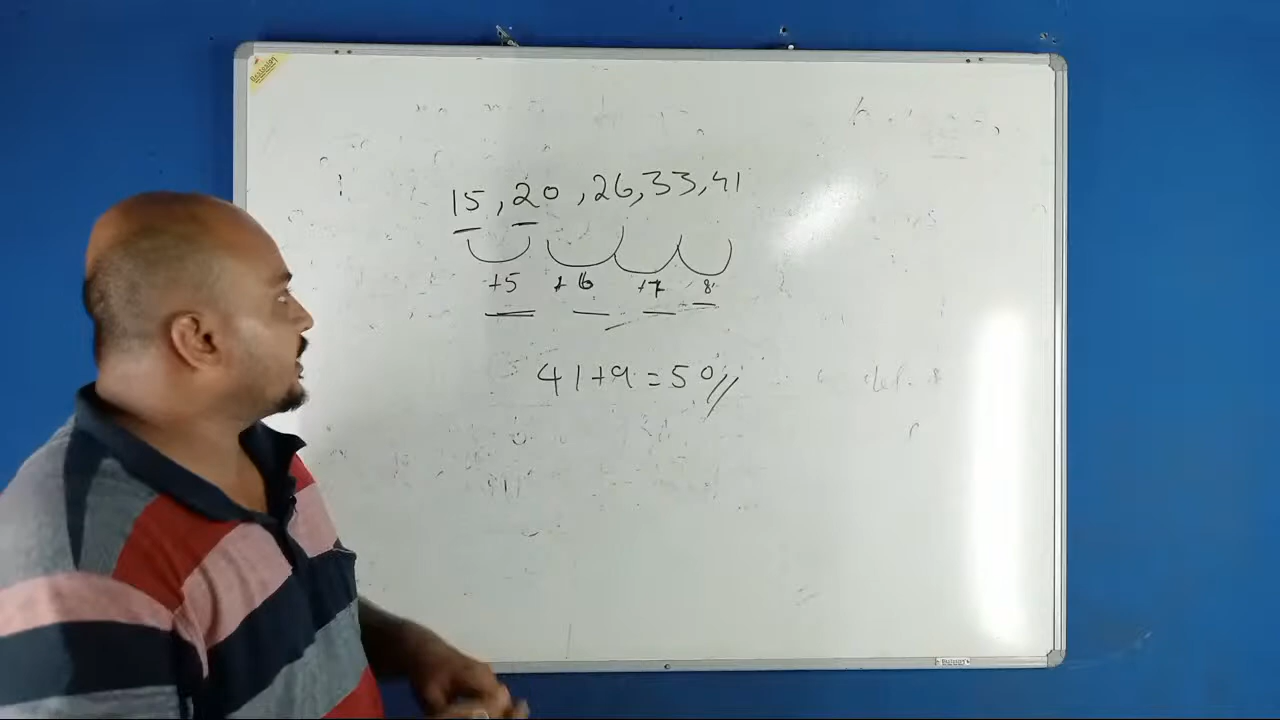 15, 20, 26, 33, 41
+5 +6 +7 8
41+9=50//